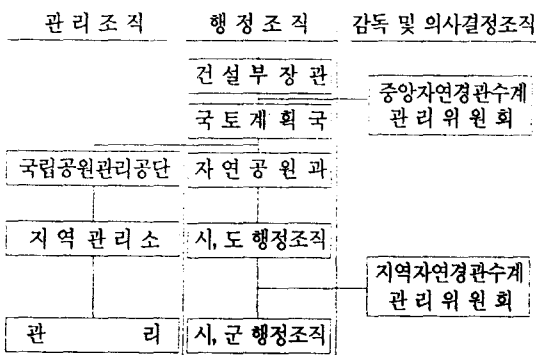 관리조직 행정조직 감독 및 의사결정조직
건설부장관
중앙자연경관수계
관리위원회
국토계획국
국립공원관리공단 자연공원과
지역관리소 시, 도 행정조직
지역자연경관수계
관리위원회
관 리 시, 군 행정조직